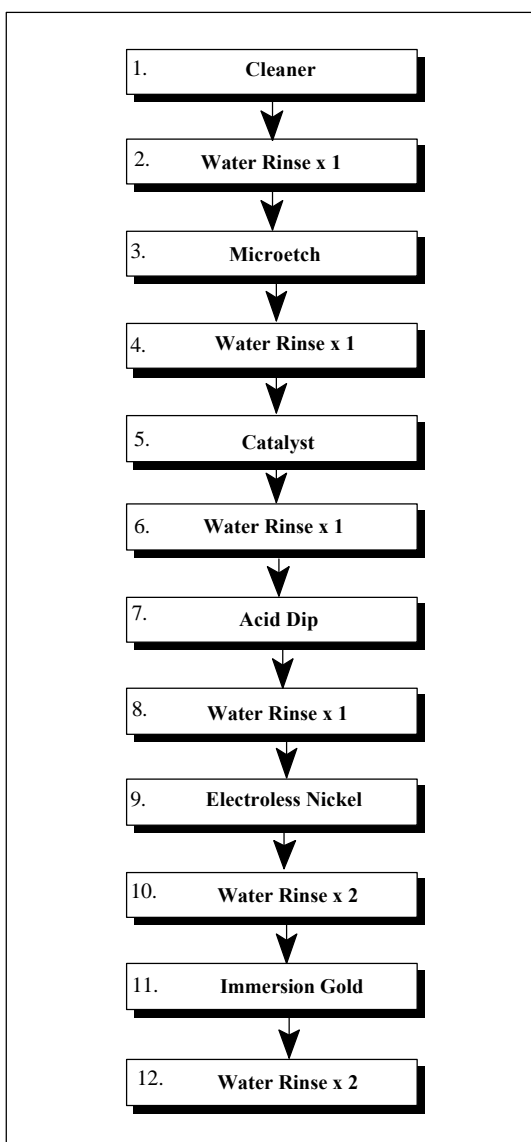 1. Cleaner
2. Water Rinse x 1
3. Microetch
4. Water Rinse x 1
5. Catalyst
6. Water Rinse x 1
7. Acid Dip
8. Water Rinse x 1
9. Electroless Nickel
10. Water Rinse x 2
11. Immersion Gold
12. Water Rinse x 2